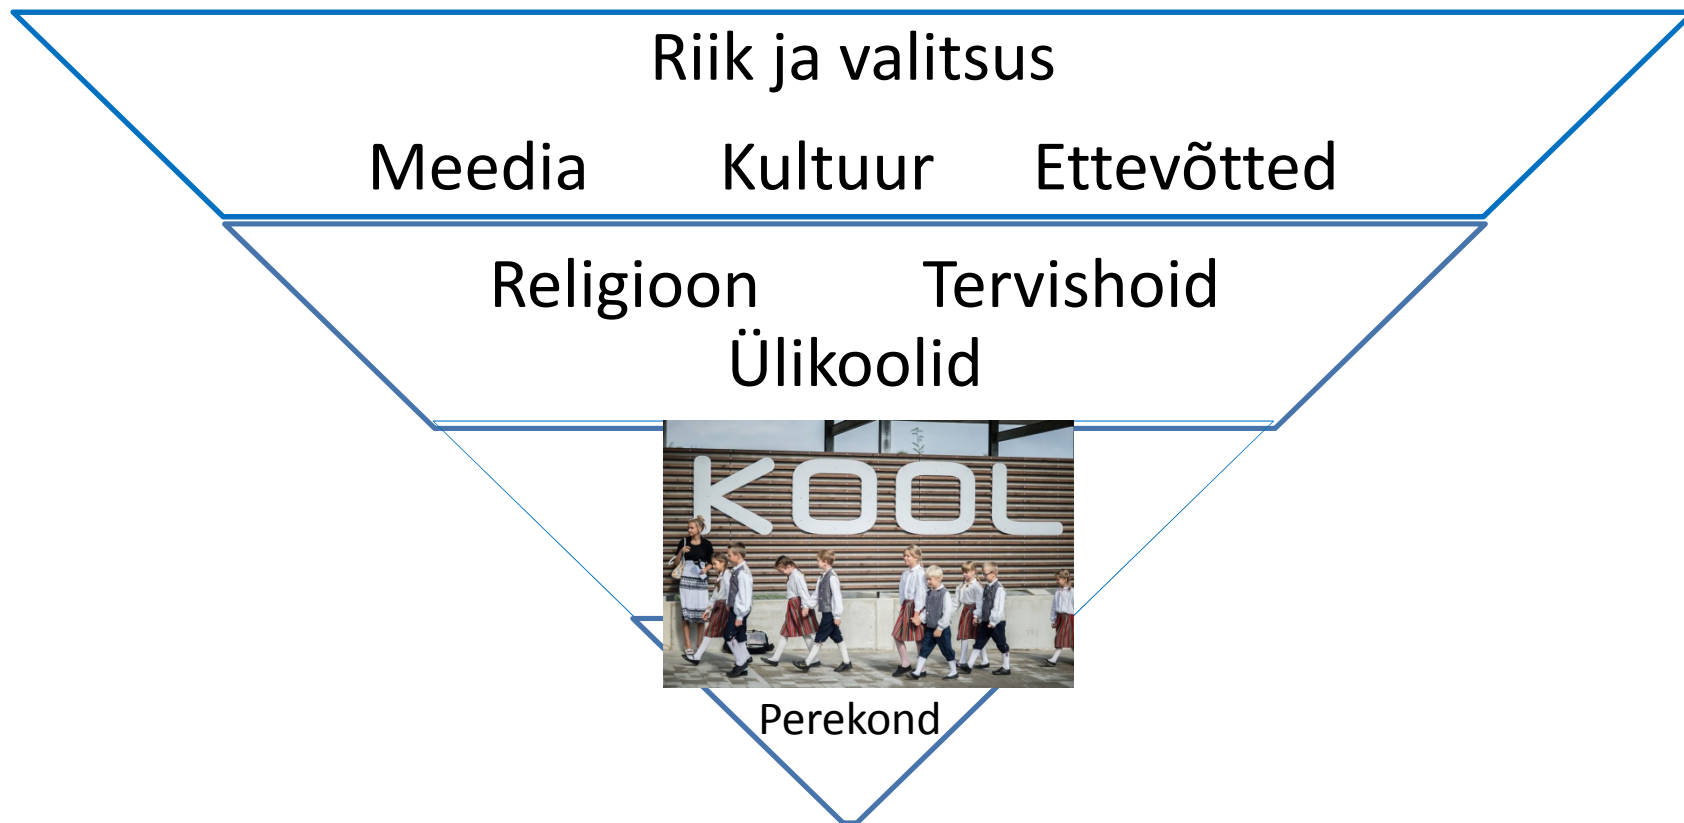 Riik ja valitsus
Meedia Kultuur Ettevõtted
Religioon Tervishoid
Ülikoolid
KOOL
Perekond